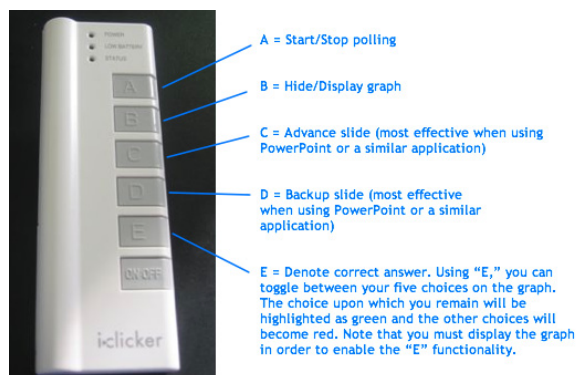 POWER
LOW BATTERY
STATUS
A
B
C
D
E
ON/OFF
i>clicker
A = Start/Stop polling
B = Hide/Display graph
C = Advance slide (most effective when using
PowerPoint or a similar application)
D = Backup slide (most effective
when using PowerPoint or a similar
application)
E = Denote correct answer. Using “E,” you can
toggle between your five choices on the graph.
The choice upon which you remain will be
highlighted as green and the other choices will
become red. Note that you must display the graph
in order to enable the “E” functionality.